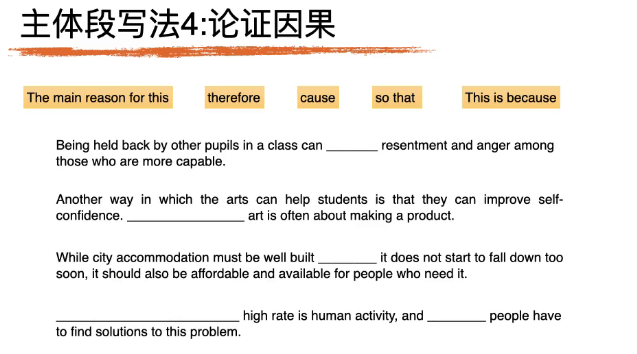 主体段写法4:论证因果
The main reason for this therefore cause so that This is because
Being held back by other pupils in a class can ________ resentment and anger among
those who are more capable.
Another way in which the arts can help students is that they can improve self-
confidence. __________________ art is often about making a product.
While city accommodation must be well built _________ it does not start to fall down too
soon, it should also be affordable and available for people who need it.
____________________________ high rate is human activity, and _________ people have
to find solutions to this problem.